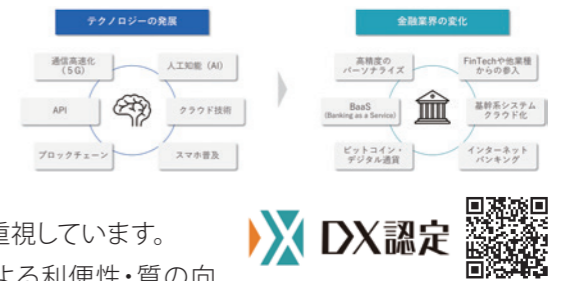 テクノロジーの発展
通信高速化
(5G)
人工知能（AI）
API
クラウド技術
ブロックチェーン
スマホ普及
金融業界の変化
高精度の
パーソナライズ
FinTechや他業種
からの参入
BaaS
(Banking as a Service)
基幹系システム
クラウド化
ビットコイン・
デジタル通貨
インターネット
バンキング
重視しています。
よる利便性・質の向
DX認定